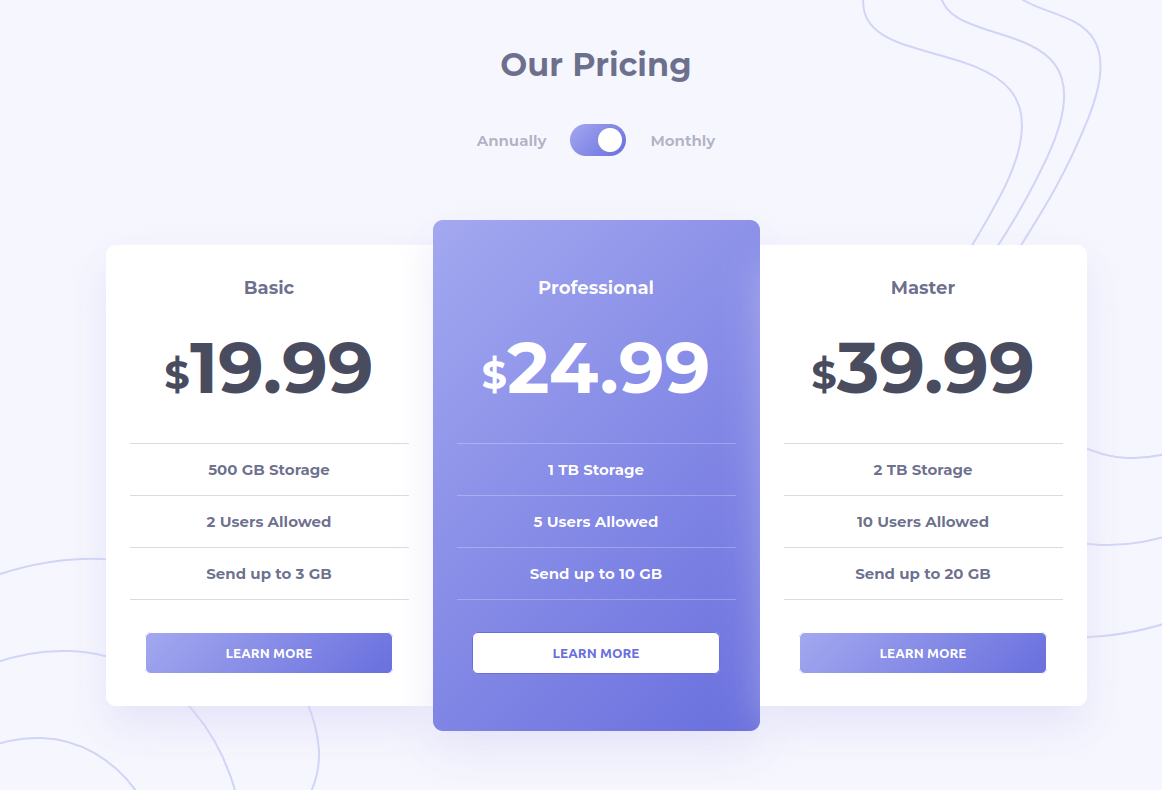 Our Pricing
Annually Monthly
Basic
$19.99
500 GB Storage
2 Users Allowed
Send up to 3 GB
LEARN MORE
Professional
$24.99
1 TB Storage
5 Users Allowed
Send up to 10 GB
LEARN MORE
Master
$39.99
2 TB Storage
10 Users Allowed
Send up to 20 GB
LEARN MORE